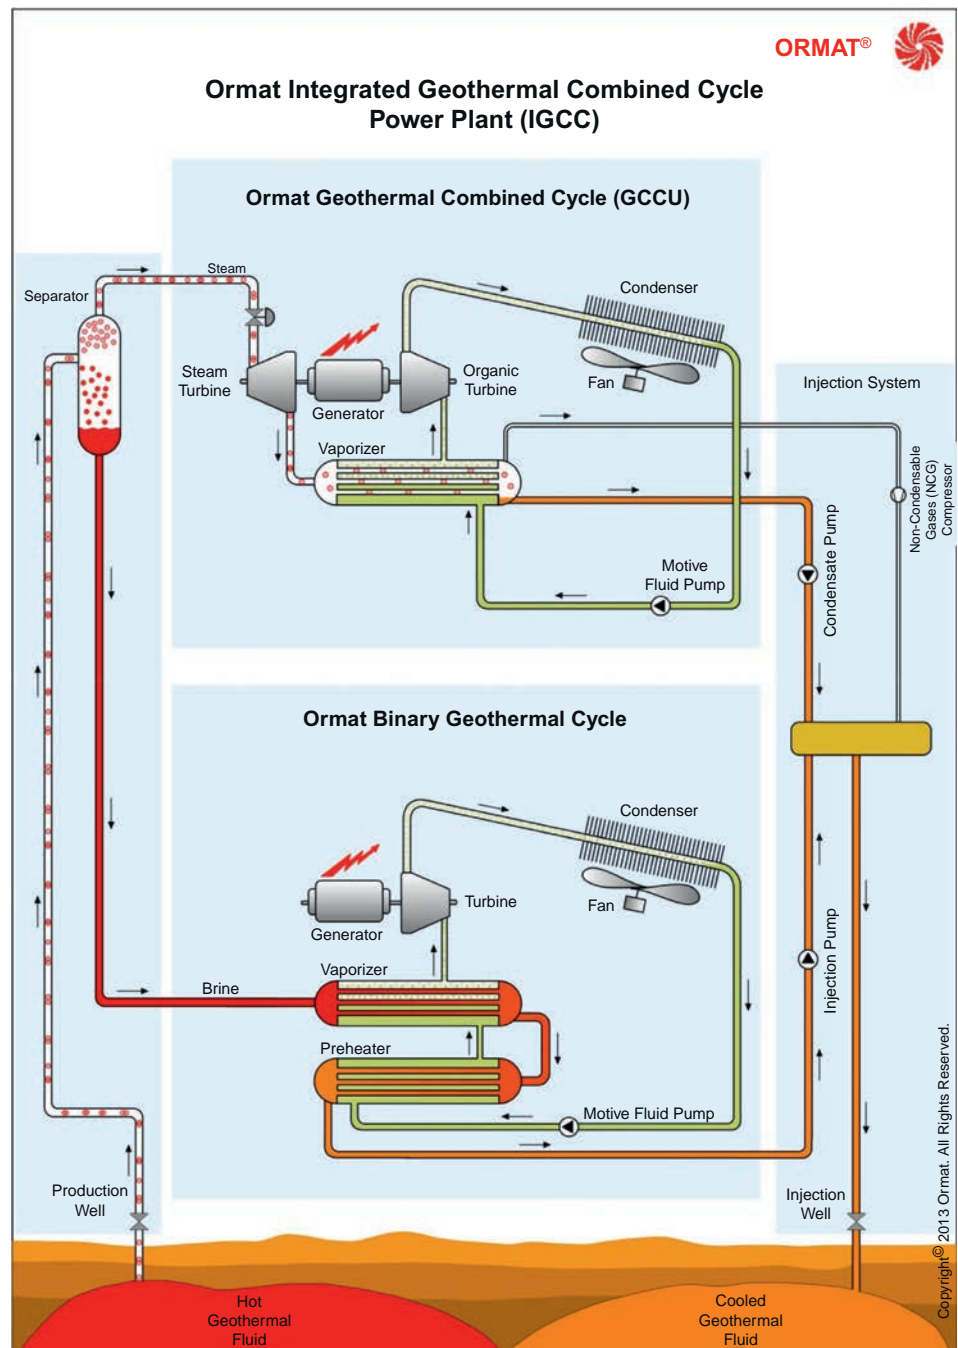 ORMAT®
Ormat Integrated Geothermal Combined Cycle
Power Plant (IGCC)
Ormat Geothermal Combined Cycle (GCCU)
Steam
Separator
Condenser
Steam
Turbine
Organic
Turbine
Fan
Generator
Injection System
Vaporizer
Non-Condensable
Gases (NCG)
Compressor
Motive
Fluid Pump
Condensate Pump
Ormat Binary Geothermal Cycle
Condenser
Turbine
Fan
Generator
Injection Pump
Vaporizer
Brine
Preheater
Motive Fluid Pump
Production
Well
Injection
Well
Copyright© 2013 Ormat. All Rights Reserved.
Hot
Geothermal
Fluid
Cooled
Geothermal
Fluid